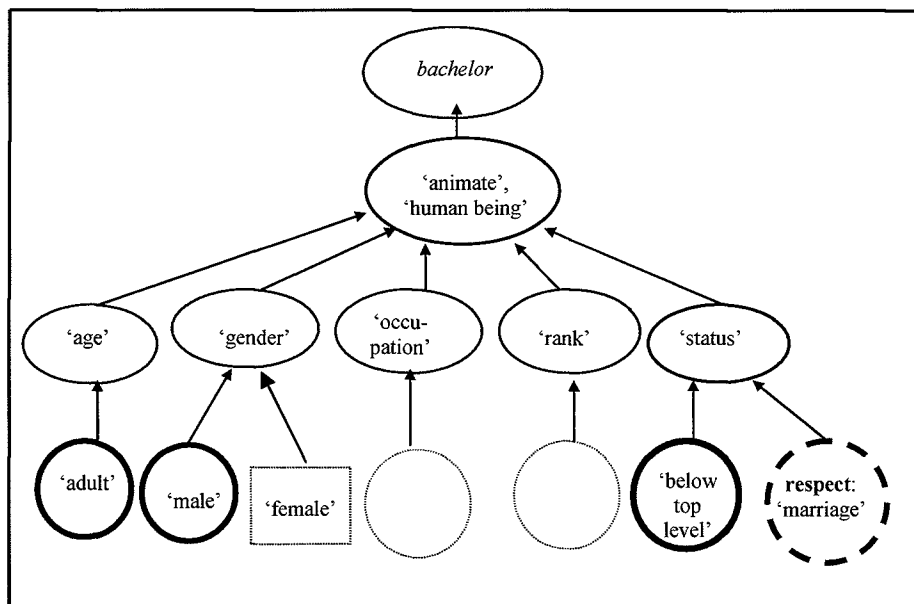 bachelor
‘animate’,
‘human being’
‘age’
‘gender’
‘occu-
pation’
‘rank’
‘status’
‘adult’
‘male’
‘female’
‘below
top
level’
respect:
‘marriage’